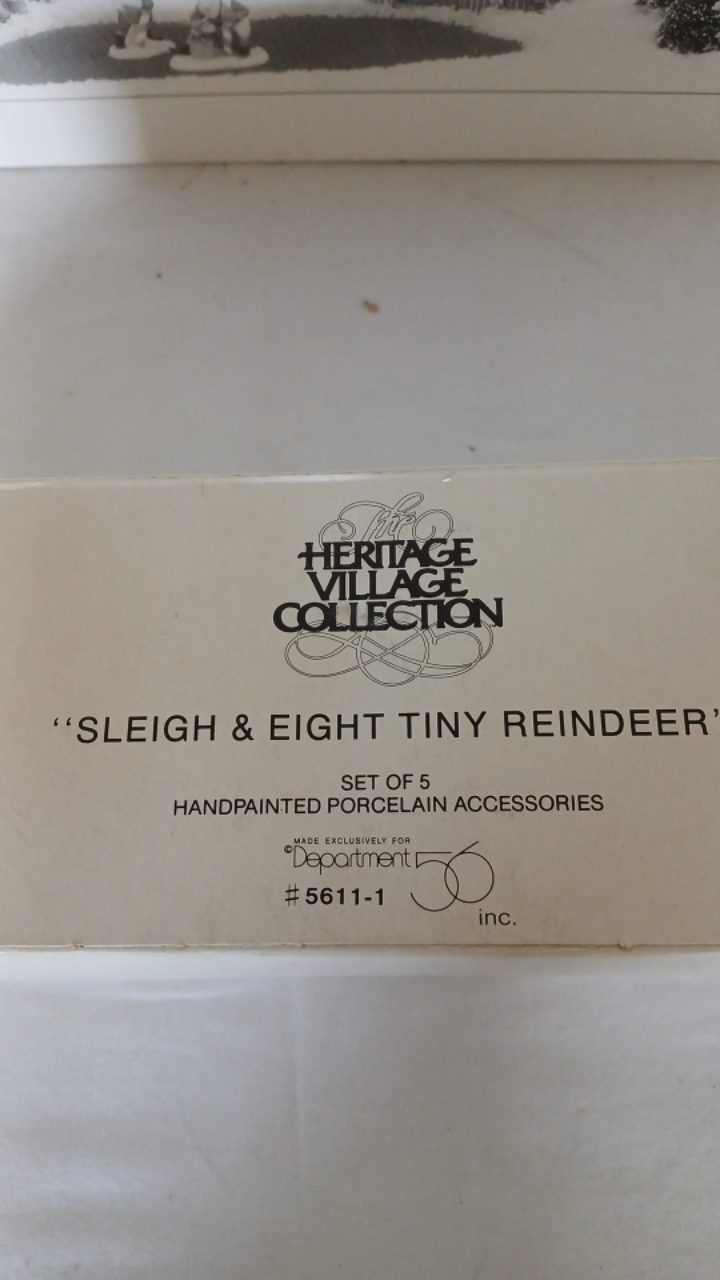 The
HERITAGE
VILLAGE
COLLECTION
“SLEIGH & EIGHT TINY REINDEER’
SET OF 5
HANDPAINTED PORCELAIN ACCESSORIES
MADE EXCLUSIVELY FOR
©Department 56
#5611-1
inc.